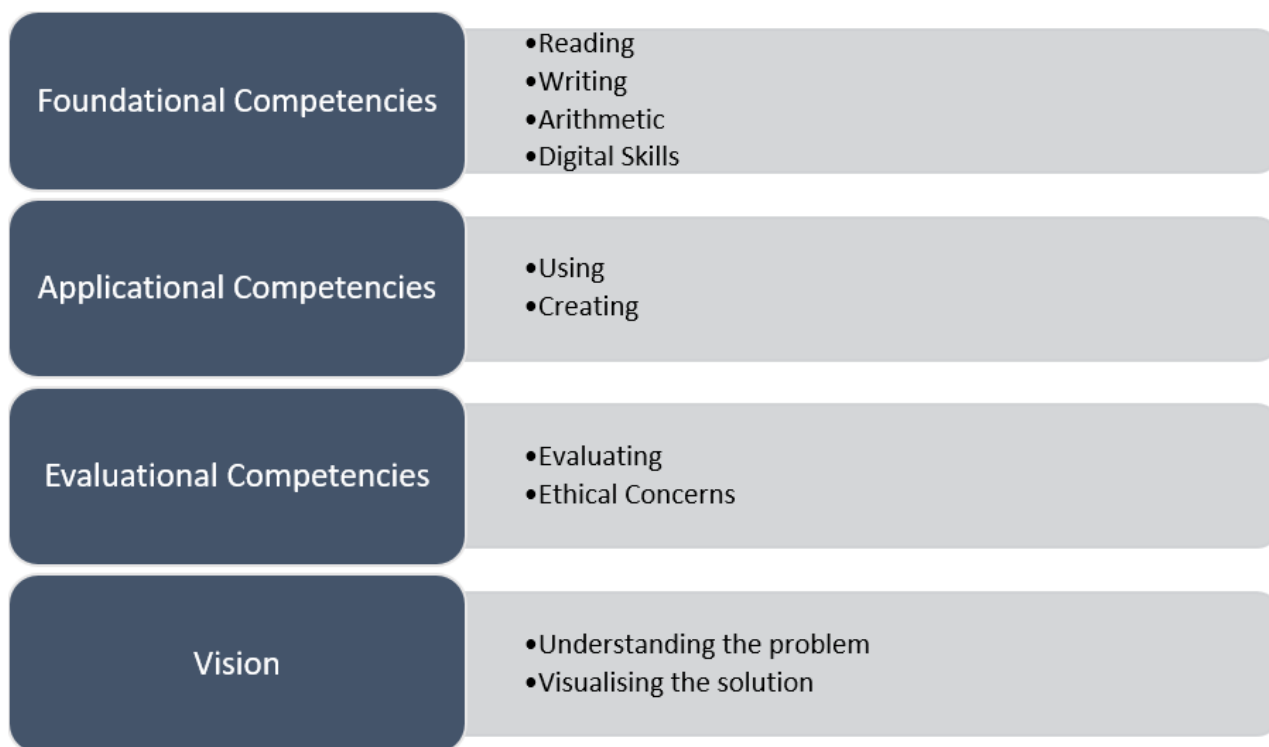 Foundational Competencies
•Reading
•Writing
•Arithmetic
•Digital Skills
Applicational Competencies
•Using
•Creating
Evaluational Competencies
•Evaluating
•Ethical Concerns
Vision
•Understanding the problem
•Visualising the solution